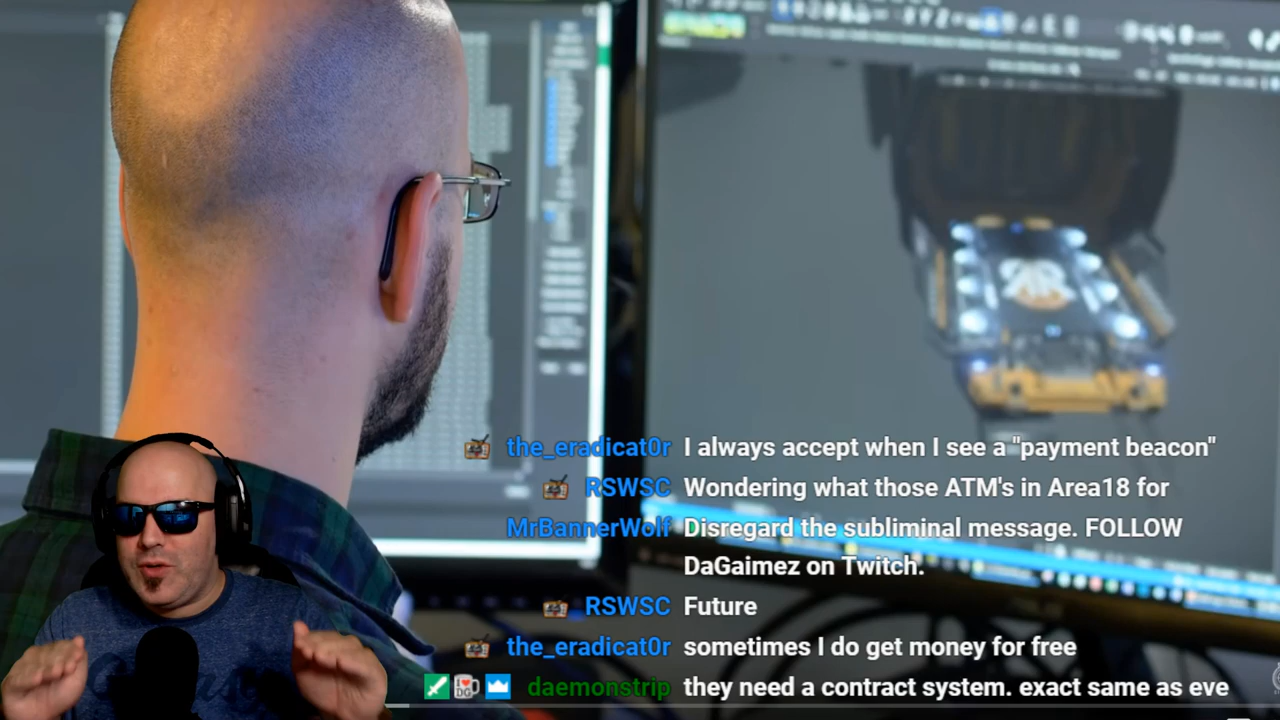 the_eradicat0r I always accept when I see a "payment beacon"
RSWSC Wondering what those ATM's in Area18 for
MrBannerWolf Disregard the subliminal message. FOLLOW
DaGaimez on Twitch.
RSWSC Future
the_eradicat0r sometimes I do get money for free
daemonstrip they need a contract system. exact same as eve